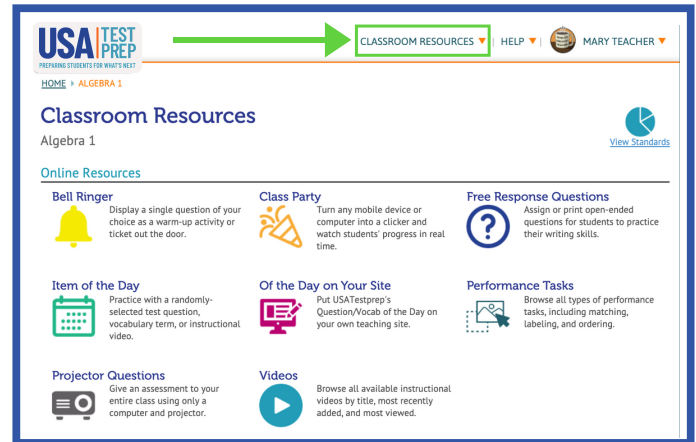 USA TEST PREP
PREPARING STUDENTS FOR WHAT'S NEXT
CLASSROOM RESOURCES ▼ | HELP ▼ | MARY TEACHER ▼
HOME ▸ ALGEBRA 1
Classroom Resources
Algebra 1
View Standards
Online Resources
Bell Ringer
Display a single question of your
choice as a warm-up activity or
ticket out the door.
Class Party
Turn any mobile device or
computer into a clicker and
watch students' progress in real
time.
Free Response Questions
Assign or print open-ended
questions for students to practice
their writing skills.
Item of the Day
Practice with a randomly-
selected test question,
vocabulary term, or instructional
video.
Of the Day on Your Site
Put USATestprep's
Question/Vocab of the Day on
your own teaching site.
Performance Tasks
Browse all types of performance
tasks, including matching,
labeling, and ordering.
Projector Questions
Give an assessment to your
entire class using only a
computer and projector.
Videos
Browse all available instructional
videos by title, most recently
added, and most viewed.